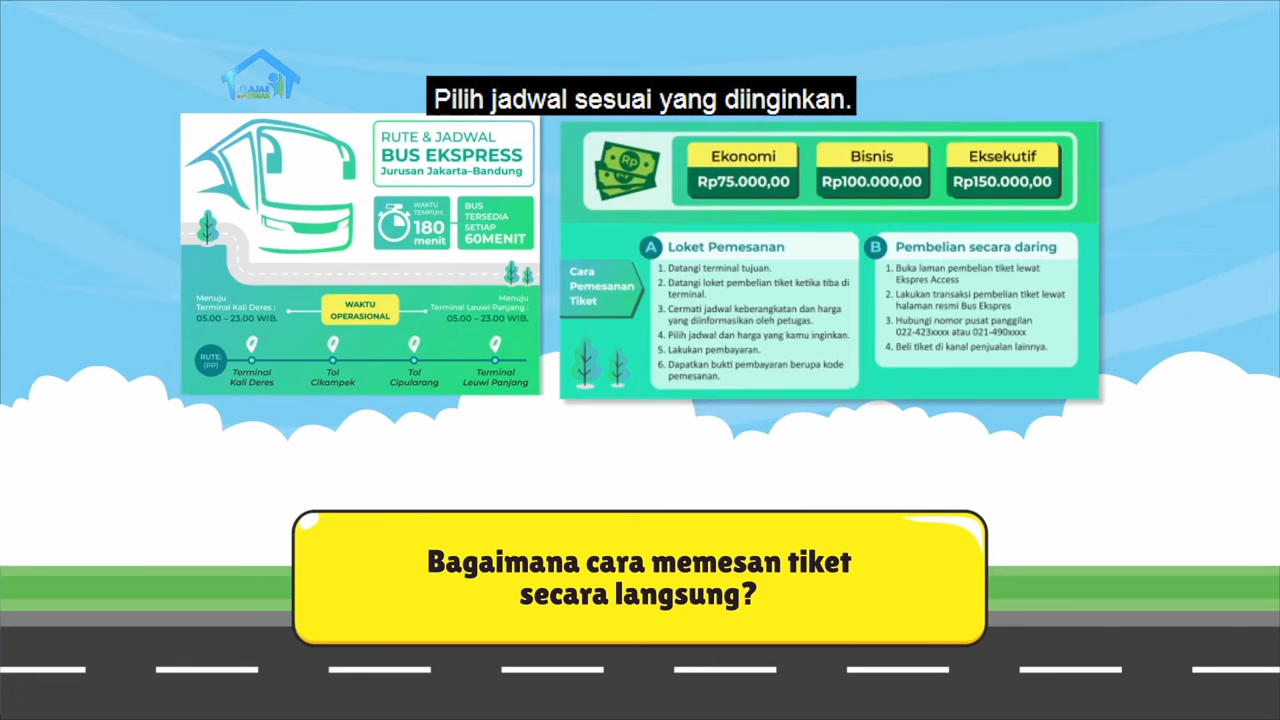 Pilih jadwal sesuai yang diinginkan.
RUTE & JADWAL
BUS EKSPRESS
Jurusan Jakarta–Bandung
WAKTU
TEMPUH:
180
menit
BUS
TERSEDIA
SETIAP
60MENIT
Menuju
Terminal Kali Deres :
05.00 – 23.00 WIB.
WAKTU
OPERASIONAL
Menuju
Terminal Leuwi Panjang :
05.00 – 23.00 WIB.
RUTE:
(PP)
Terminal
Kali Deres
Tol
Cikampek
Tol
Cipularang
Terminal
Leuwi Panjang
Rp
Ekonomi
Rp75.000,00
Bisnis
Rp100.000,00
Eksekutif
Rp150.000,00
Cara
Pemesanan
Tiket
A Loket Pemesanan
1. Datangi terminal tujuan.
2. Datangi loket pembelian tiket ketika tiba di
terminal.
3. Cermati jadwal keberangkatan dan harga
yang diinformasikan oleh petugas.
4. Pilih jadwal dan harga yang kamu inginkan.
5. Lakukan pembayaran.
6. Dapatkan bukti pembayaran berupa kode
pemesanan.
B Pembelian secara daring
1. Buka laman pembelian tiket lewat
Ekspres Access
2. Lakukan transaksi pembelian tiket lewat
halaman resmi Bus Ekspres
3. Hubungi nomor pusat panggilan
022-423xxxx atau 021-490xxxx
4. Beli tiket di kanal penjualan lainnya.
Bagaimana cara memesan tiket
secara langsung?